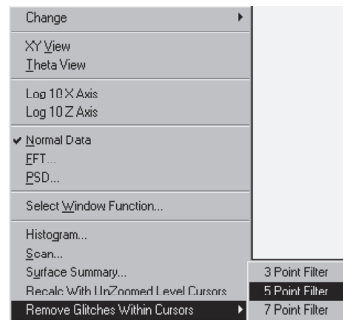 Change
XY View
Theta View
Log 10 X Axis
Log 10 Z Axis
Normal Data
FFT...
PSD...
Select Window Function...
Histogram...
Scan...
Surface Summary...
Recalc With UnZoomed Level Cursors
Remove Glitches Within Cursors
3 Point Filter
5 Point Filter
7 Point Filter